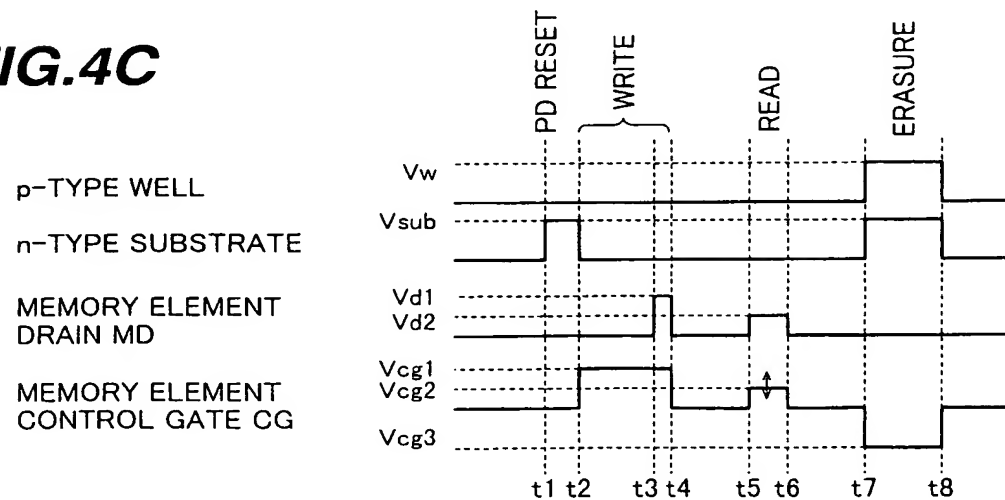 IG.4C
PD RESET
WRITE
READ
ERASURE
p-TYPE WELL
Vw
n-TYPE SUBSTRATE
Vsub
MEMORY ELEMENT
DRAIN MD
Vd1
Vd2
MEMORY ELEMENT
CONTROL GATE CG
Vcg1
Vcg2
Vcg3
t1 t2 t3 t4 t5 t6 t7 t8